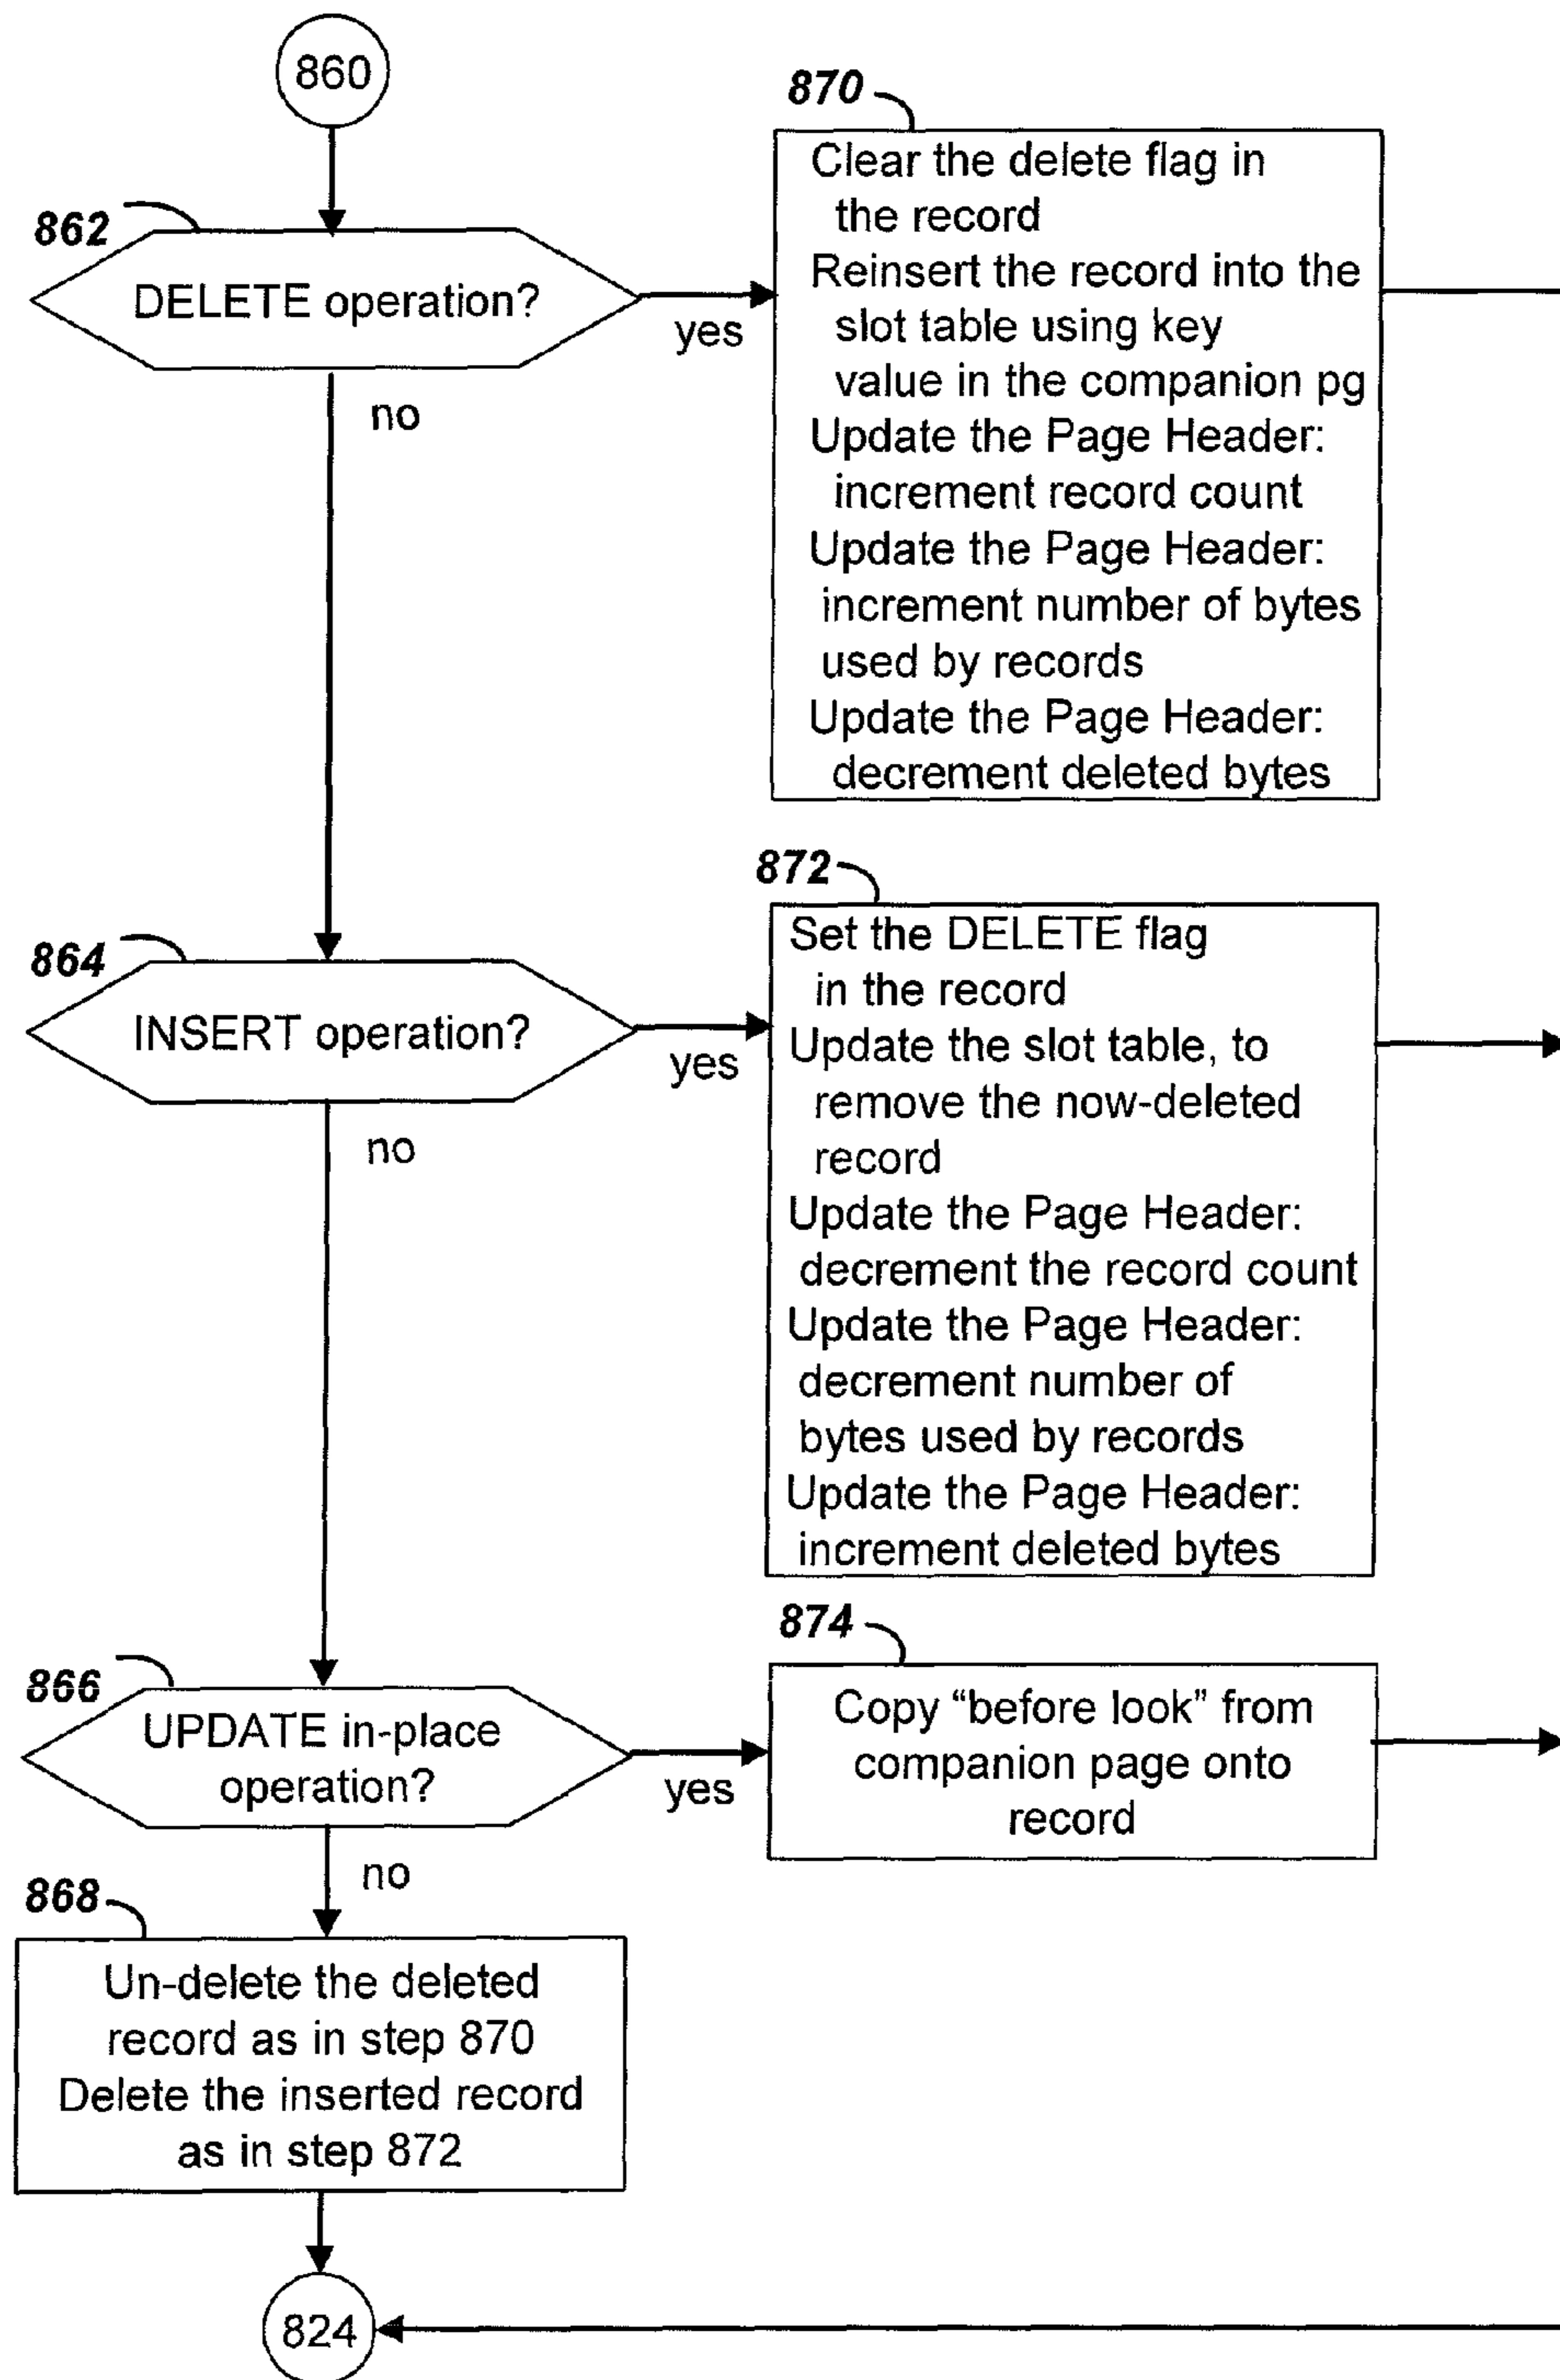 860
862
DELETE operation?
yes
no
870
Clear the delete flag in
the record
Reinsert the record into the
slot table using key
value in the companion pg
Update the Page Header:
increment record count
Update the Page Header:
increment number of bytes
used by records
Update the Page Header:
decrement deleted bytes
864
INSERT operation?
yes
no
872
Set the DELETE flag
in the record
Update the slot table, to
remove the now-deleted
record
Update the Page Header:
decrement the record count
Update the Page Header:
decrement number of
bytes used by records
Update the Page Header:
increment deleted bytes
866
UPDATE in-place
operation?
yes
no
874
Copy “before look” from
companion page onto
record
868
Un-delete the deleted
record as in step 870
Delete the inserted record
as in step 872
824